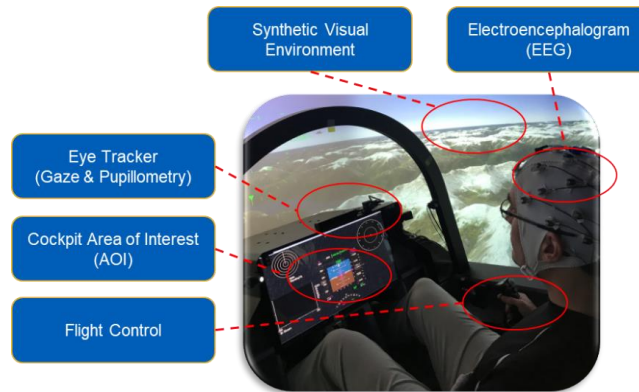 Synthetic Visual
Environment
Electroencephalogram
(EEG)
Eye Tracker
(Gaze & Pupillometry)
Cockpit Area of Interest
(AOI)
Flight Control